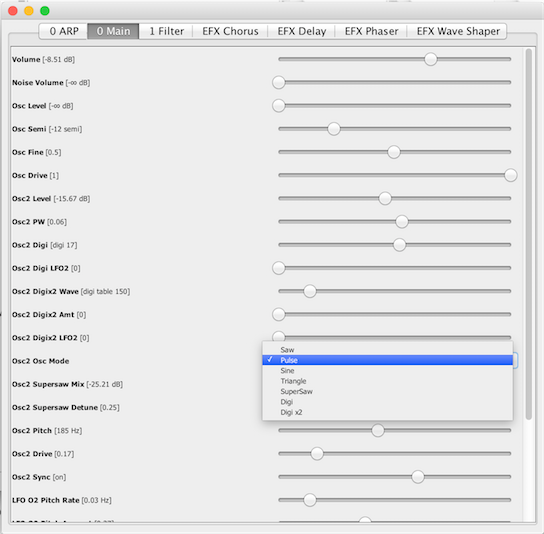 0 ARP 0 Main 1 Filter EFX Chorus EFX Delay EFX Phaser EFX Wave Shaper
Volume [-8.51 dB]
Noise Volume [-∞ dB]
Osc Level [-∞ dB]
Osc Semi [-12 semi]
Osc Fine [0.5]
Osc Drive [1]
Osc2 Level [-15.67 dB]
Osc2 PW [0.06]
Osc2 Digi [digi 17]
Osc2 Digi LFO2 [0]
Osc2 Digix2 Wave [digi table 150]
Osc2 Digix2 Amt [0]
Osc2 Digix2 LFO2 [0]
Osc2 Osc Mode
Saw
✓ Pulse
Sine
Triangle
SuperSaw
Digi
Digi x2
Osc2 Supersaw Mix [-25.21 dB]
Osc2 Supersaw Detune [0.25]
Osc2 Pitch [185 Hz]
Osc2 Drive [0.17]
Osc2 Sync [on]
LFO O2 Pitch Rate [0.03 Hz]